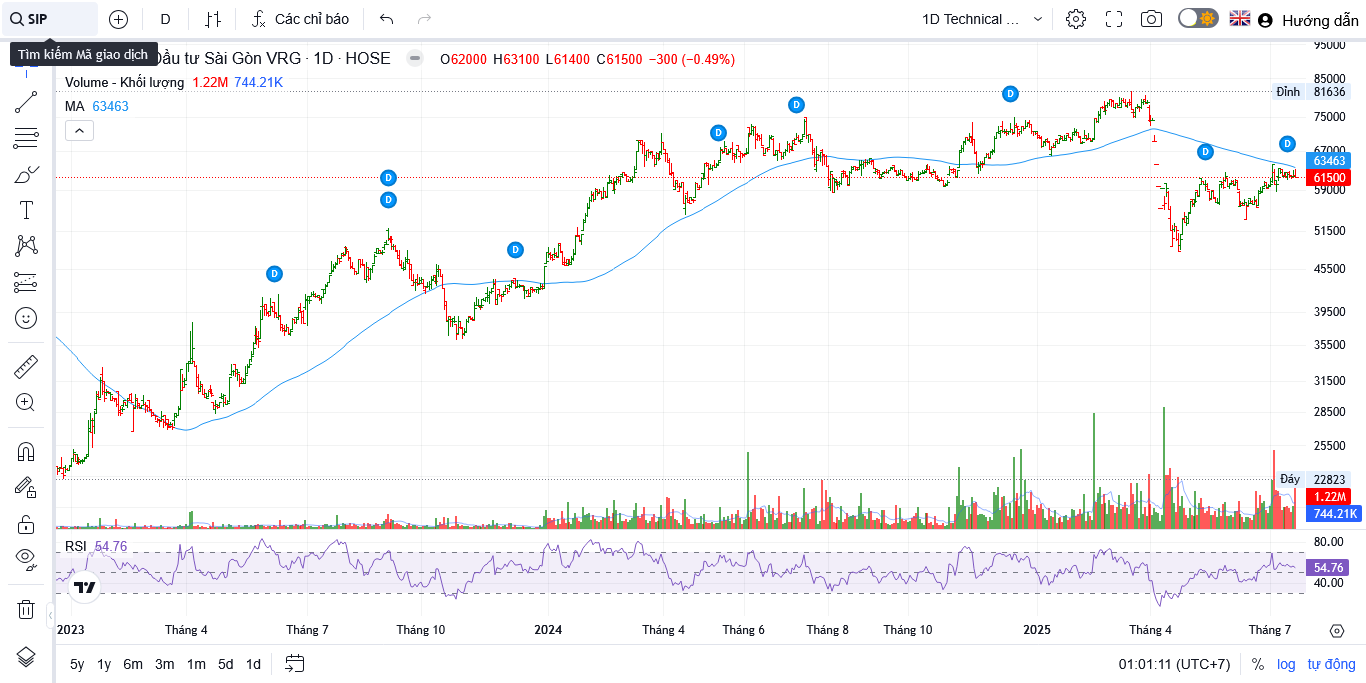 SIP
D
Các chỉ báo
1D Technical ...
Hướng dẫn
Tìm kiếm Mã giao dịch
Đầu tư Sài Gòn VRG · 1D · HOSE
O62000 H63100 L61400 C61500 −300 (−0.49%)
Volume - Khối lượng 1.22M 744.21K
MA 63463
95000
85000
Đỉnh 81636
75000
67000
63463
61500
59000
51500
45500
39500
35500
31500
28500
25500
Đáy 22823
1.22M
744.21K
D
D
D
D
D
D
D
D
D
RSI 54.76
80.00
54.76
40.00
2023 Tháng 4 Tháng 7 Tháng 10 2024 Tháng 4 Tháng 6 Tháng 8 Tháng 10 2025 Tháng 4 Tháng 7
5y 1y 6m 3m 1m 5d 1d
01:01:11 (UTC+7) % log tự động